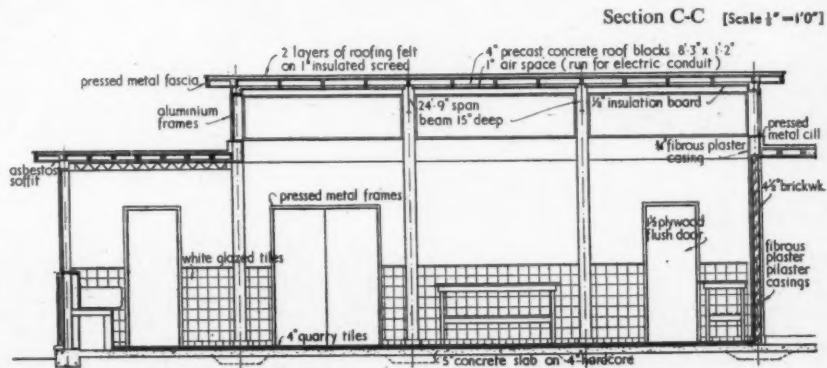 Section C-C [Scale ⅛" = 1'0"]
2 layers of roofing felt
on 1" insulated screed
4" precast concrete roof blocks 8'·3" x 1'·2"
1" air space (run for electric conduit)
pressed metal fascia
aluminium
frames
24'·9" span
beam 15" deep
½" insulation board
pressed
metal cill
¾" fibrous plaster
casing
asbestos
soffit
pressed metal frames
4½" brickwk.
1½ plywood
flush door
white glazed tiles
fibrous
plaster
pilaster
casings
4" quarry tiles
5" concrete slab on 4" hardcore